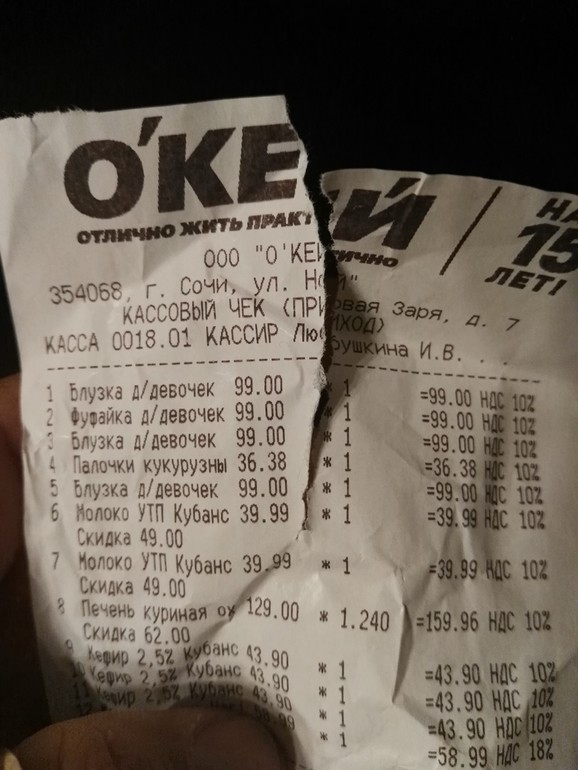 О'КЕЙ | НА
15
ЛЕТ!
ОТЛИЧНО ЖИТЬ ПРАКТИЧНО
ООО "О'КЕЙ"
354068, г. Сочи, ул. Новая Заря, д. 7
КАССОВЫЙ ЧЕК (ПРИХОД)
КАССА 0018.01 КАССИР Любушкина И.В. . .
1 Блузка д/девочек 99.00 * 1 =99.00 НДС 10%
2 Фуфайка д/девочек 99.00 * 1 =99.00 НДС 10%
3 Блузка д/девочек 99.00 * 1 =99.00 НДС 10%
4 Палочки кукурузны 36.38 * 1 =36.38 НДС 10%
5 Блузка д/девочек 99.00 * 1 =99.00 НДС 10%
6 Молоко УТП Кубанс 39.99 * 1 =39.99 НДС 10%
Скидка 49.00
7 Молоко УТП Кубанс 39.99 * 1 =39.99 НДС 10%
Скидка 49.00
8 Печень куриная ох 129.00 * 1.240 =159.96 НДС 10%
Скидка 62.00
9 Кефир 2,5% Кубанс 43.90 * 1 =43.90 НДС 10%
10 Кефир 2,5% Кубанс 43.90 * 1 =43.90 НДС 10%
11 Кефир 2,5% Кубанс 43.90 * 1 =43.90 НДС 10%
12 * 1 =58.99 НДС 18%